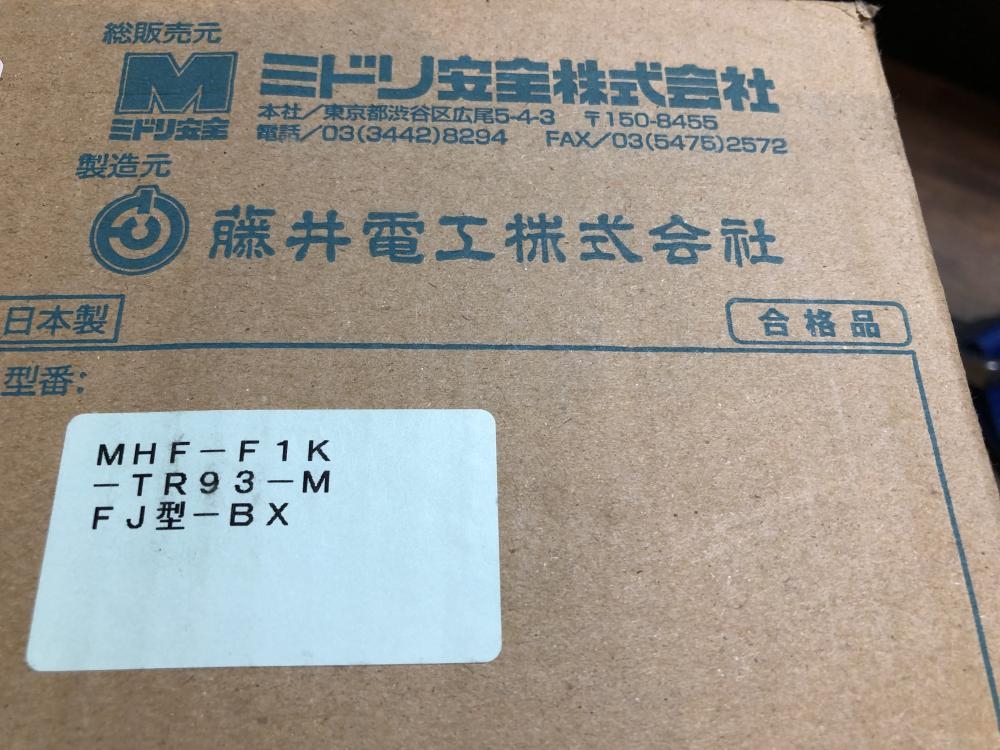 総販売元
M
ミドリ安全
ミドリ安全株式会社
本社/東京都渋谷区広尾5-4-3 〒150-8455
電話/03(3442)8294 FAX/03(5475)2572
製造元
藤井電工株式会社
日本製
合格品
型番:
MHF-F1K
-TR93-M
FJ型-BX